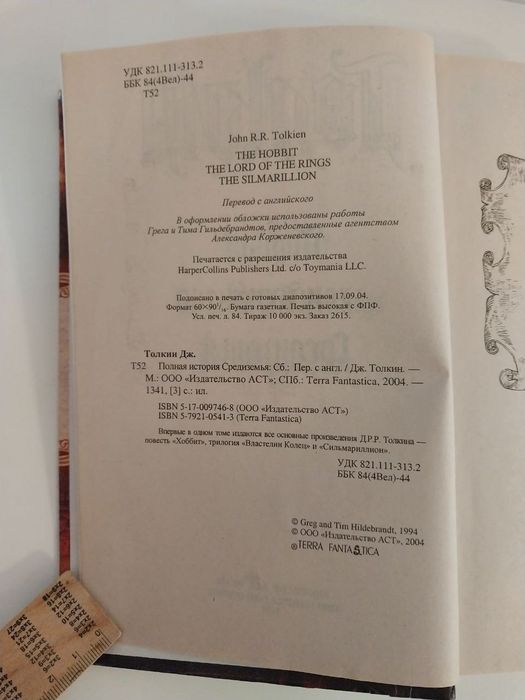 УДК 821.111-313.2
ББК 84(4Вел)-44
Т52
John R.R. Tolkien
THE HOBBIT
THE LORD OF THE RINGS
THE SILMARILLION
Перевод с английского
В оформлении обложки использованы работы
Грега и Тима Гильдебрандтов, предоставленные агентством
Александра Корженевского.
Печатается с разрешения издательства
HarperCollins Publishers Ltd. c/o Toymania LLC.
Подписано в печать с готовых диапозитивов 17.09.04.
Формат 60×90 1/16. Бумага газетная. Печать высокая с ФПФ.
Усл. печ. л. 84. Тираж 10 000 экз. Заказ 2615.
Толкин Дж.
Т52 Полная история Средиземья: Сб.: Пер. с англ. / Дж. Толкин. —
М.: ООО «Издательство АСТ»; СПб.: Terra Fantastica, 2004. —
1341, [3] с.: ил.
ISBN 5-17-009746-8 (ООО «Издательство АСТ»)
ISBN 5-7921-0541-3 (Terra Fantastica)
Впервые в одном томе издаются все основные произведения Д.Р.Р. Толкина —
повесть «Хоббит», трилогия «Властелин Колец» и «Сильмариллион».
УДК 821.111-313.2
ББК 84(4Вел)-44
© Greg and Tim Hildebrandt, 1994
© ООО «Издательство АСТ», 2004
® TERRA FANTASTICA